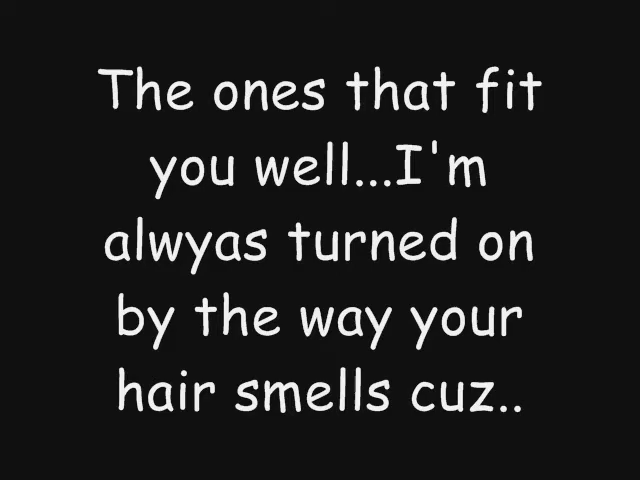 The ones that fit
you well...I'm
alwyas turned on
by the way your
hair smells cuz..